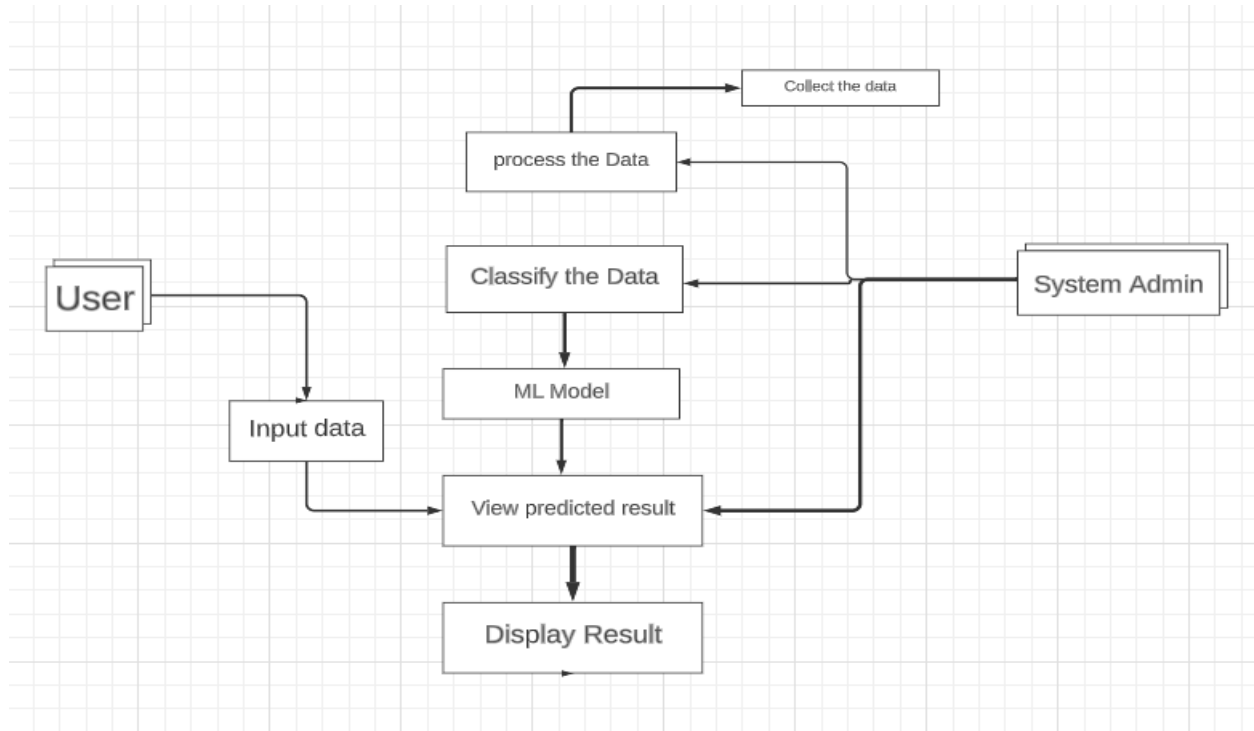 Collect the data
process the Data
Classify the Data
User
System Admin
ML Model
Input data
View predicted result
Display Result